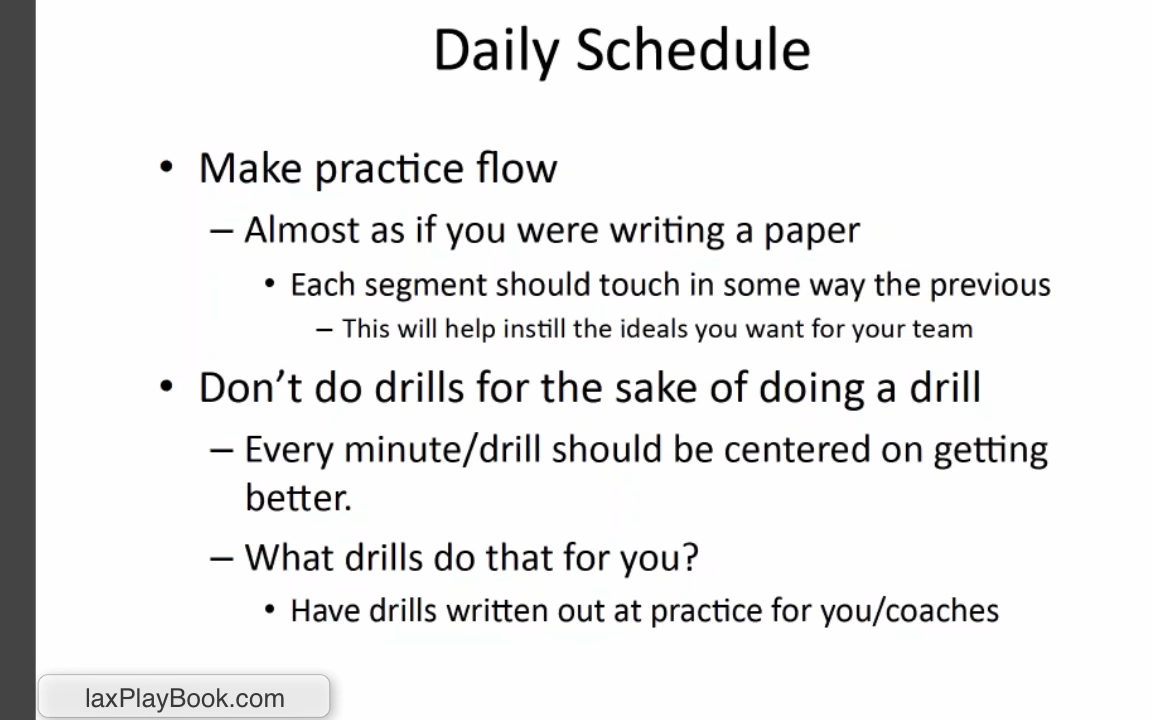 Daily Schedule
• Make practice flow
– Almost as if you were writing a paper
• Each segment should touch in some way the previous
– This will help instill the ideals you want for your team
• Don’t do drills for the sake of doing a drill
– Every minute/drill should be centered on getting
better.
– What drills do that for you?
• Have drills written out at practice for you/coaches
laxPlayBook.com